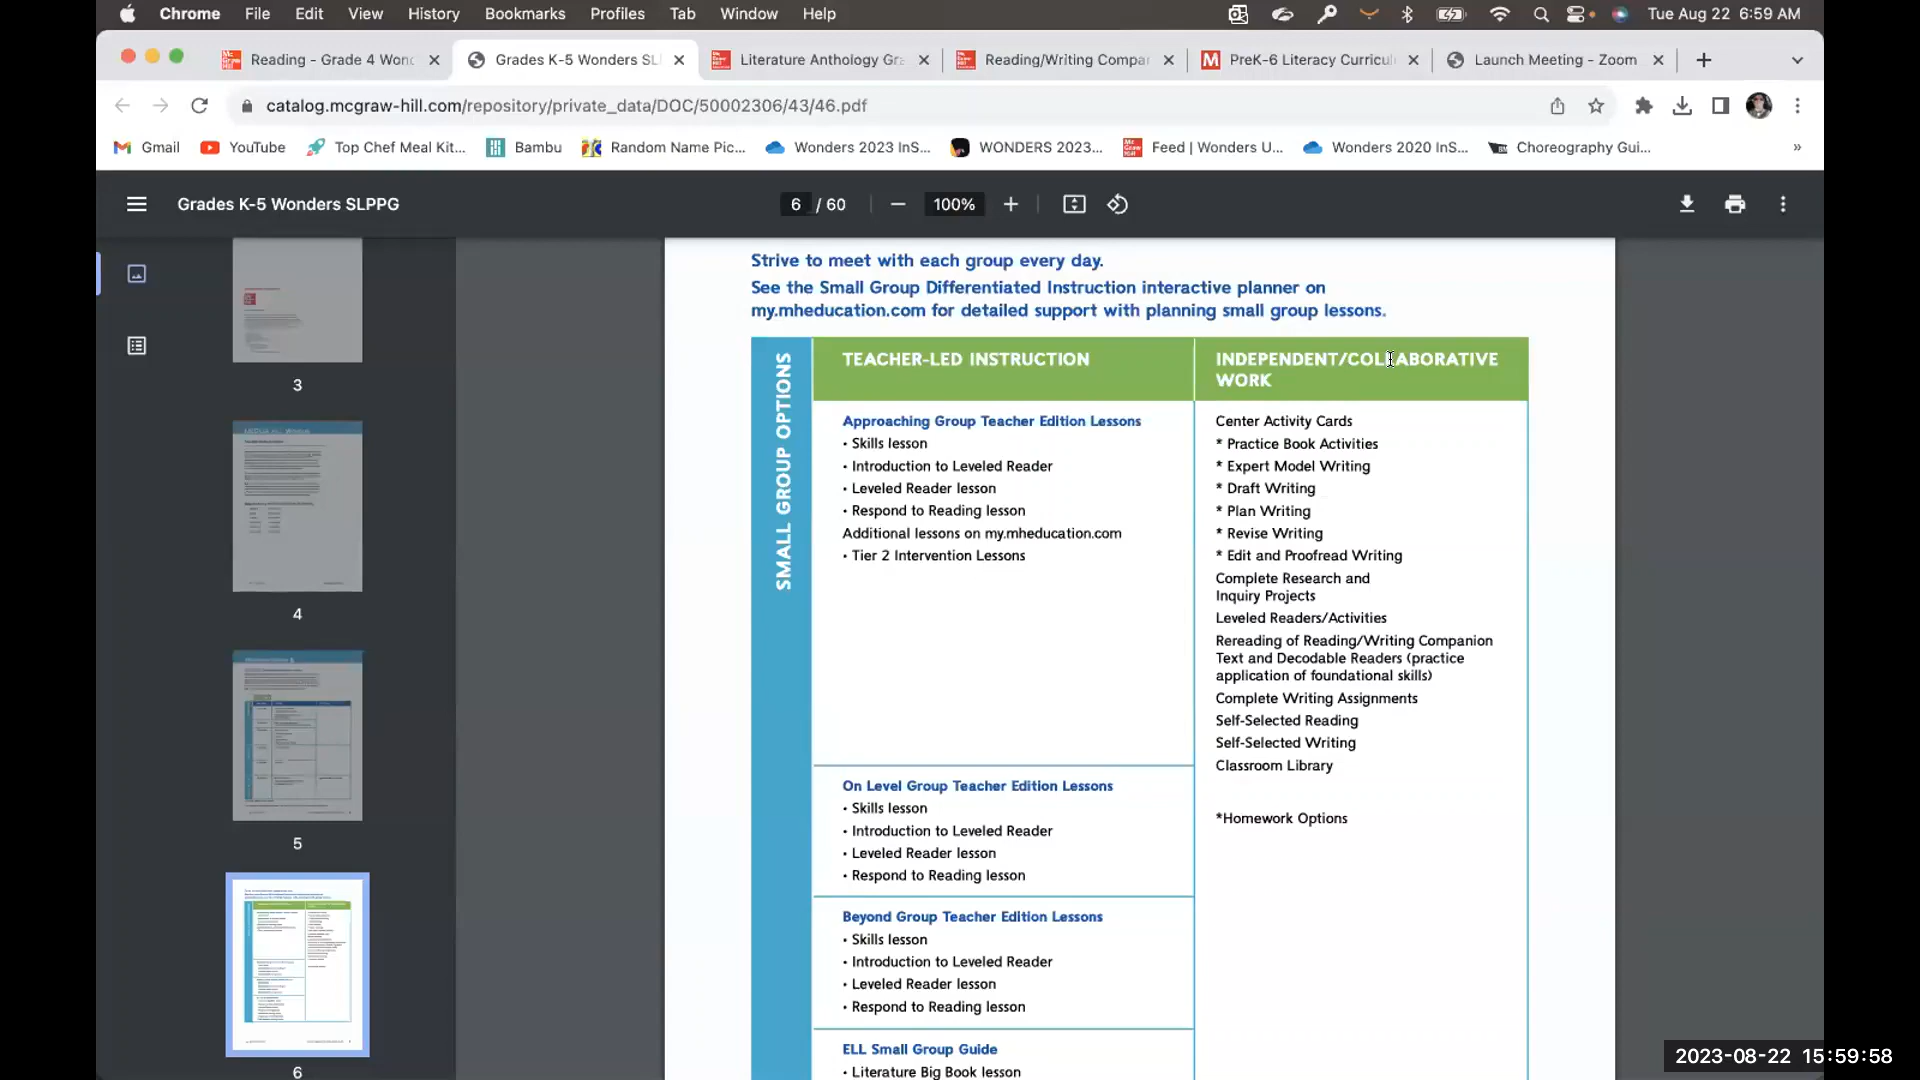 Chrome File Edit View History Bookmarks Profiles Tab Window Help Tue Aug 22 6:59 AM
Reading - Grade 4 Wond Grades K-5 Wonders SL Literature Anthology Gr Reading/Writing Compa PreK-6 Literacy Curricul Launch Meeting - Zoom
catalog.mcgraw-hill.com/repository/private_data/DOC/50002306/43/46.pdf
Gmail YouTube Top Chef Meal Kit... Bambu Random Name Pic... Wonders 2023 InS... WONDERS 2023... Feed | Wonders U... Wonders 2020 InS... Choreography Gui... »
Grades K-5 Wonders SLPPG 6 / 60 100%
3
4
5
6
Strive to meet with each group every day.
See the Small Group Differentiated Instruction interactive planner on
my.mheducation.com for detailed support with planning small group lessons.
SMALL GROUP OPTIONS
TEACHER-LED INSTRUCTION
Approaching Group Teacher Edition Lessons
• Skills lesson
• Introduction to Leveled Reader
• Leveled Reader lesson
• Respond to Reading lesson
Additional lessons on my.mheducation.com
• Tier 2 Intervention Lessons
On Level Group Teacher Edition Lessons
• Skills lesson
• Introduction to Leveled Reader
• Leveled Reader lesson
• Respond to Reading lesson
Beyond Group Teacher Edition Lessons
• Skills lesson
• Introduction to Leveled Reader
• Leveled Reader lesson
• Respond to Reading lesson
ELL Small Group Guide
• Literature Big Book lesson
INDEPENDENT/COLLABORATIVE
WORK
Center Activity Cards
* Practice Book Activities
* Expert Model Writing
* Draft Writing
* Plan Writing
* Revise Writing
* Edit and Proofread Writing
Complete Research and
Inquiry Projects
Leveled Readers/Activities
Rereading of Reading/Writing Companion
Text and Decodable Readers (practice
application of foundational skills)
Complete Writing Assignments
Self-Selected Reading
Self-Selected Writing
Classroom Library
*Homework Options
2023-08-22 15:59:58